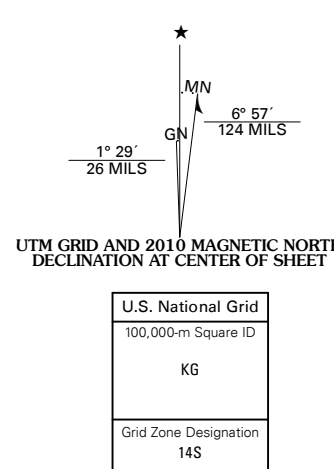 ★
MN
GN
6° 57´
124 MILS
1° 29´
26 MILS
UTM GRID AND 2010 MAGNETIC NORTH
DECLINATION AT CENTER OF SHEET
U.S. National Grid
100,000-m Square ID
KG
Grid Zone Designation
14S